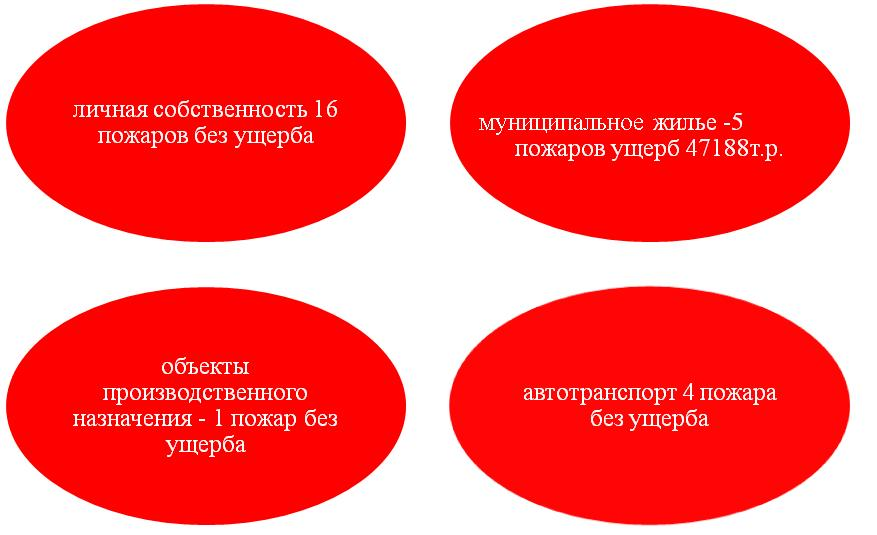 личная собственность 16
пожаров без ущерба
муниципальное жилье -5
пожаров ущерб 47188т.р.
объекты
производственного
назначения - 1 пожар без
ущерба
автотранспорт 4 пожара
без ущерба